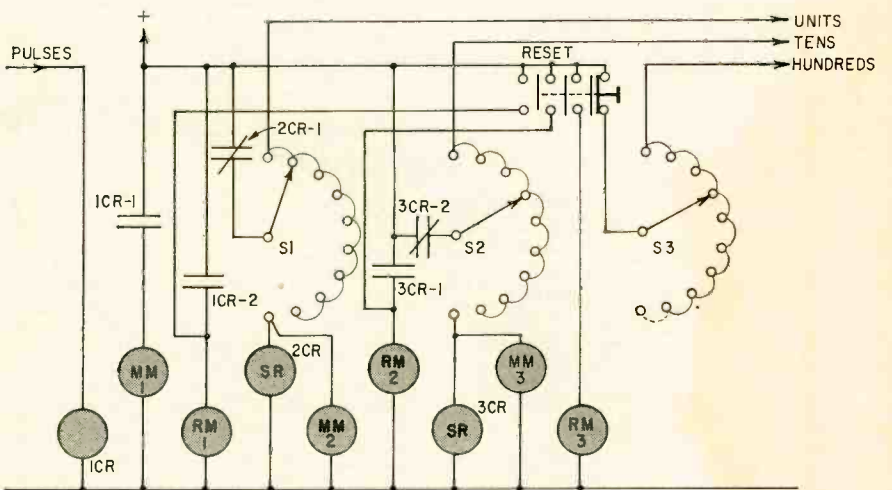 +
UNITS
PULSES
TENS
RESET
HUNDREDS
2CR-1
1CR-1
3CR-2
S1
S2
S3
1CR-2
3CR-1
2CR
MM
1
SR
RM
2
MM
3
3CR
RM
1
MM
2
SR
RM
3
1CR